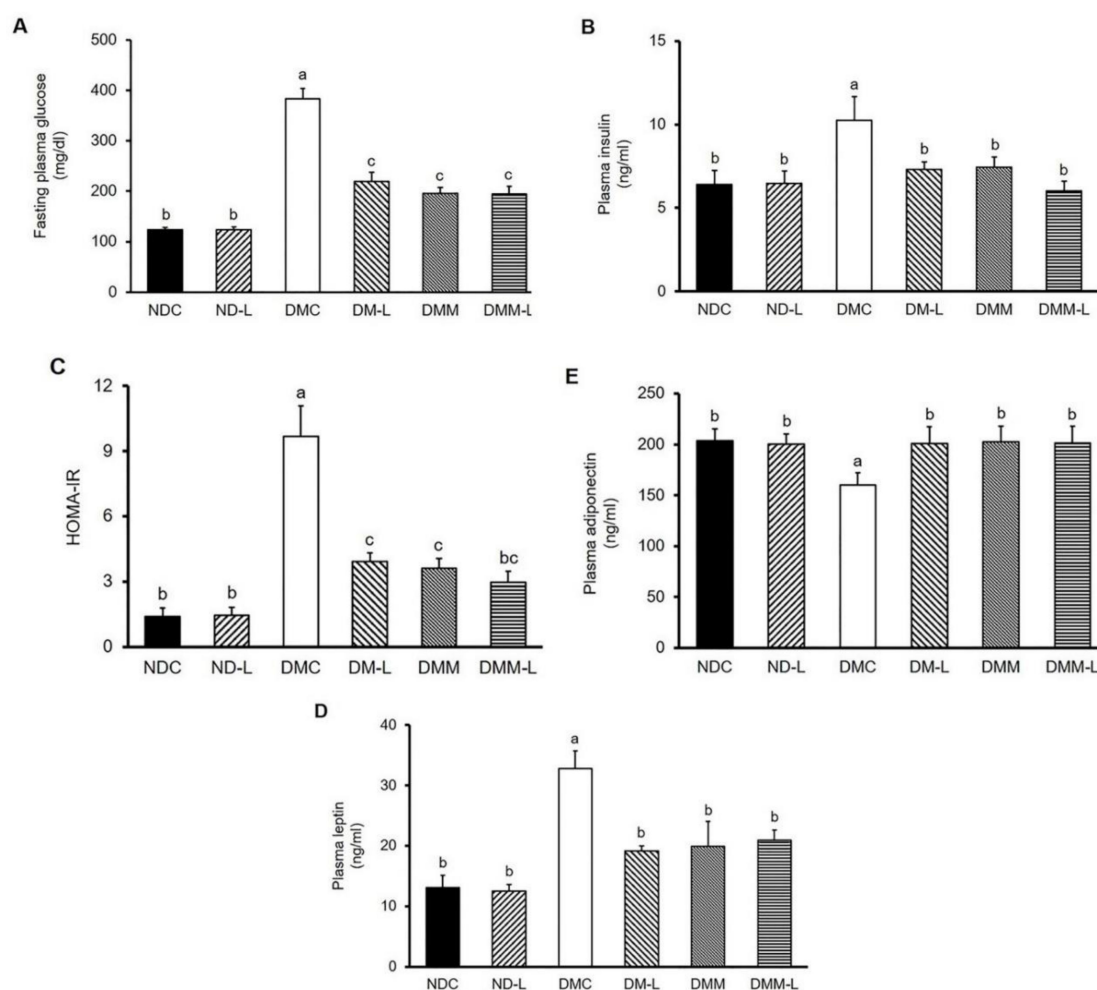 A
Fasting plasma glucose
(mg/dl)
500
400
300
200
100
0
b
b
a
c
c
c
NDC ND-L DMC DM-L DMM DMM-L
B
Plasma insulin
(ng/ml)
15
10
5
0
b
b
a
b
b
b
NDC ND-L DMC DM-L DMM DMM-L
C
HOMA-IR
12
9
6
3
0
b
b
a
c
c
bc
NDC ND-L DMC DM-L DMM DMM-L
E
Plasma adiponectin
(ng/ml)
250
200
150
100
50
0
b
b
a
b
b
b
NDC ND-L DMC DM-L DMM DMM-L
D
Plasma leptin
(ng/ml)
40
30
20
10
0
b
b
a
b
b
b
NDC ND-L DMC DM-L DMM DMM-L